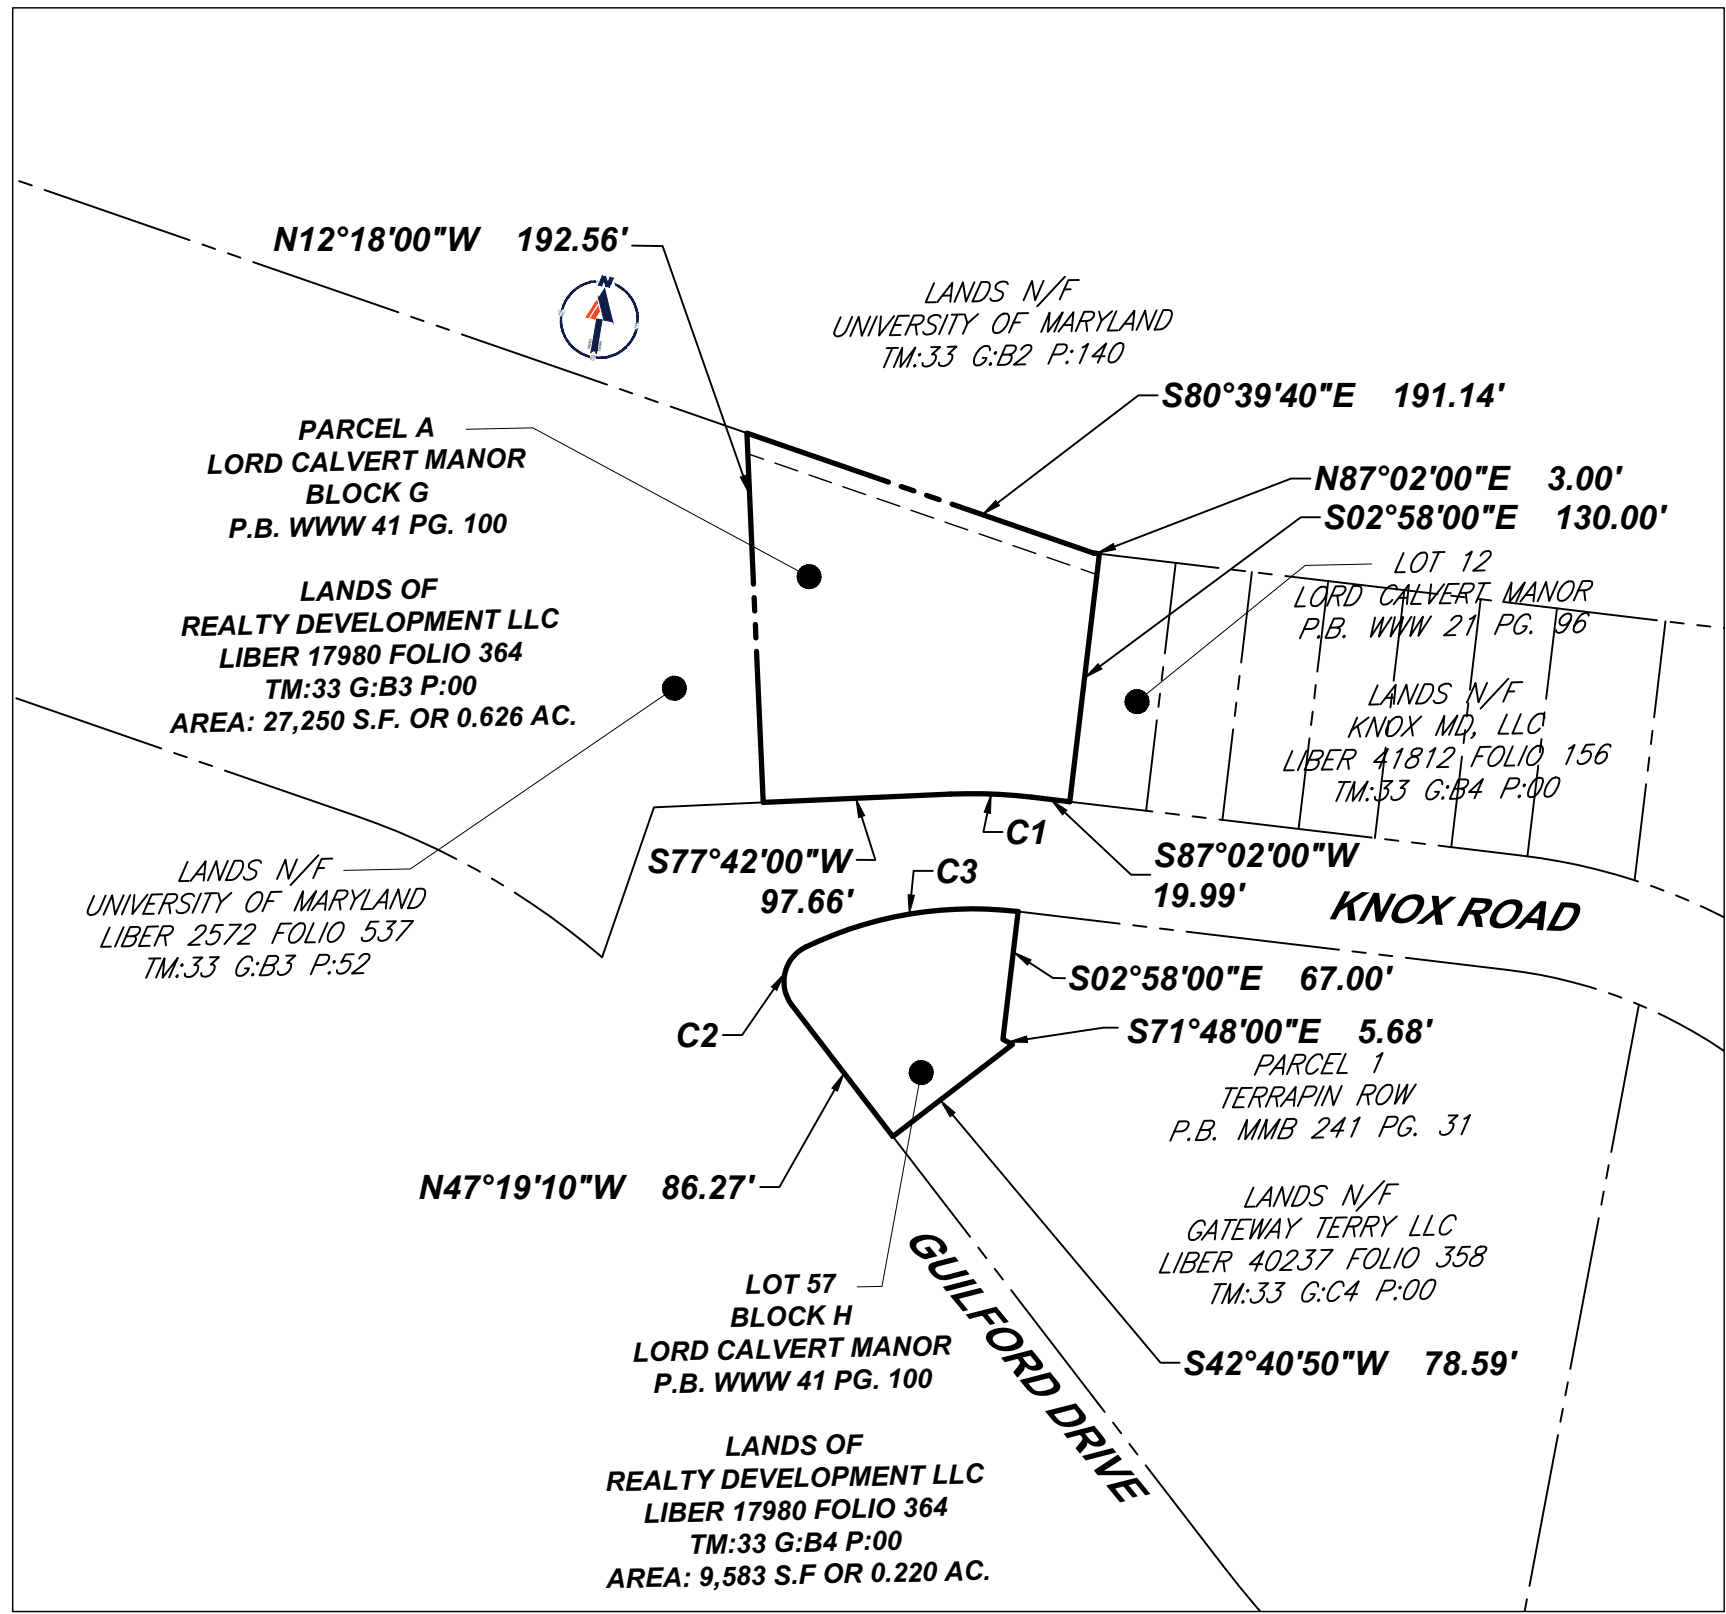 N12°18'00"W 192.56'
N
LANDS N/F
UNIVERSITY OF MARYLAND
TM:33 G:B2 P:140
S80°39'40"E 191.14'
PARCEL A
LORD CALVERT MANOR
BLOCK G
P.B. WWW 41 PG. 100
N87°02'00"E 3.00'
S02°58'00"E 130.00'
LOT 12
LORD CALVERT MANOR
P.B. WWW 21 PG. 96
LANDS OF
REALTY DEVELOPMENT LLC
LIBER 17980 FOLIO 364
TM:33 G:B3 P:00
AREA: 27,250 S.F. OR 0.626 AC.
LANDS N/F
KNOX MD, LLC
LIBER 41812 FOLIO 156
TM:33 G:B4 P:00
C1
S77°42'00"W
97.66'
S87°02'00"W
19.99'
C3
KNOX ROAD
LANDS N/F
UNIVERSITY OF MARYLAND
LIBER 2572 FOLIO 537
TM:33 G:B3 P:52
S02°58'00"E 67.00'
C2
S71°48'00"E 5.68'
PARCEL 1
TERRAPIN ROW
P.B. MMB 241 PG. 31
N47°19'10"W 86.27'
LANDS N/F
GATEWAY TERRY LLC
LIBER 40237 FOLIO 358
TM:33 G:C4 P:00
GUILFORD DRIVE
LOT 57
BLOCK H
LORD CALVERT MANOR
P.B. WWW 41 PG. 100
S42°40'50"W 78.59'
LANDS OF
REALTY DEVELOPMENT LLC
LIBER 17980 FOLIO 364
TM:33 G:B4 P:00
AREA: 9,583 S.F OR 0.220 AC.